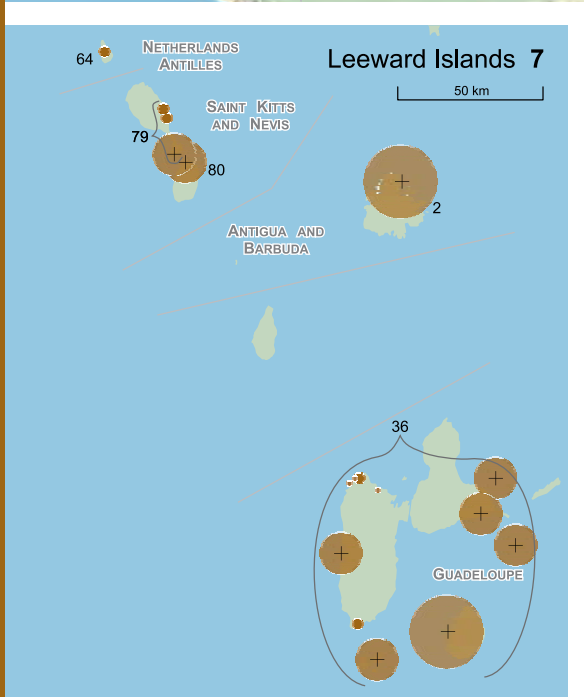 Leeward Islands 7
50 km
NETHERLANDS
ANTILLES
64
SAINT KITTS
AND NEVIS
79
80
2
ANTIGUA AND
BARBUDA
36
GUADELOUPE